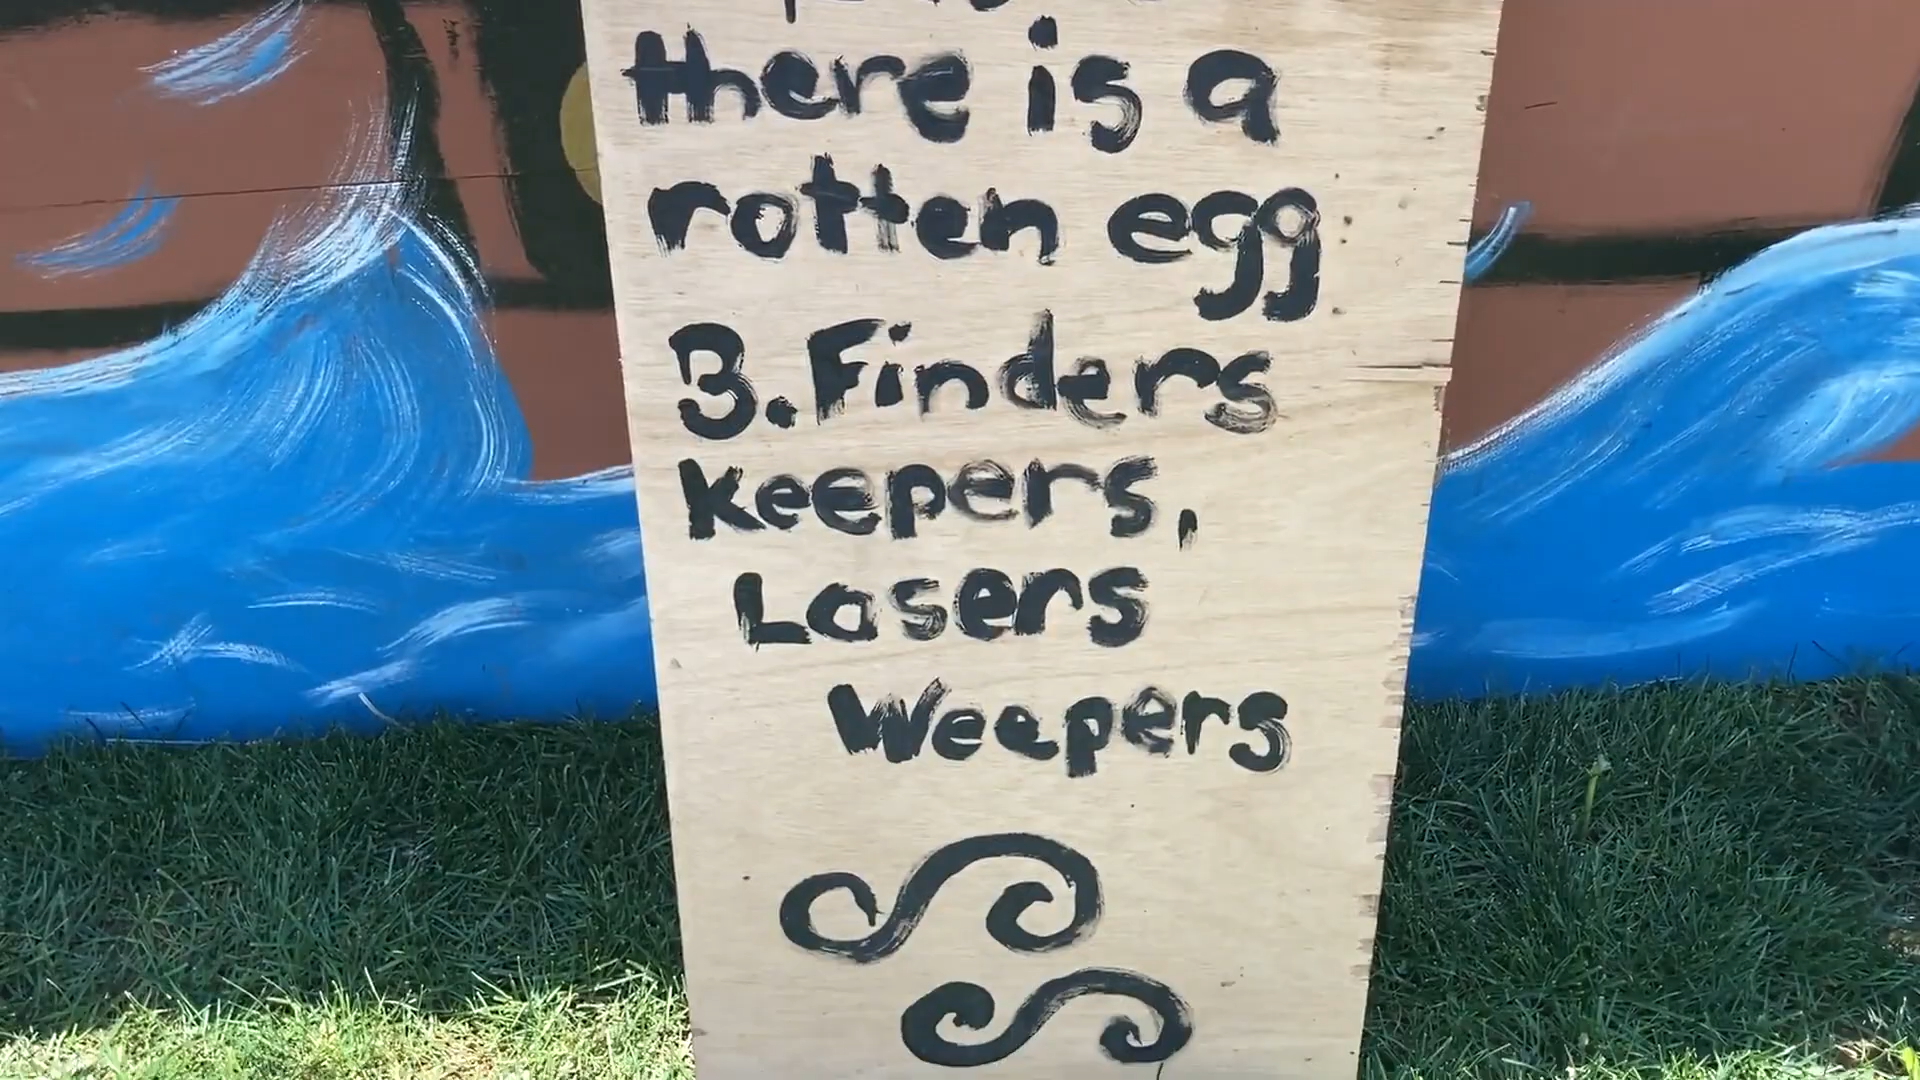 there is a
rotten egg
3. Finders
keepers,
Losers
Weepers